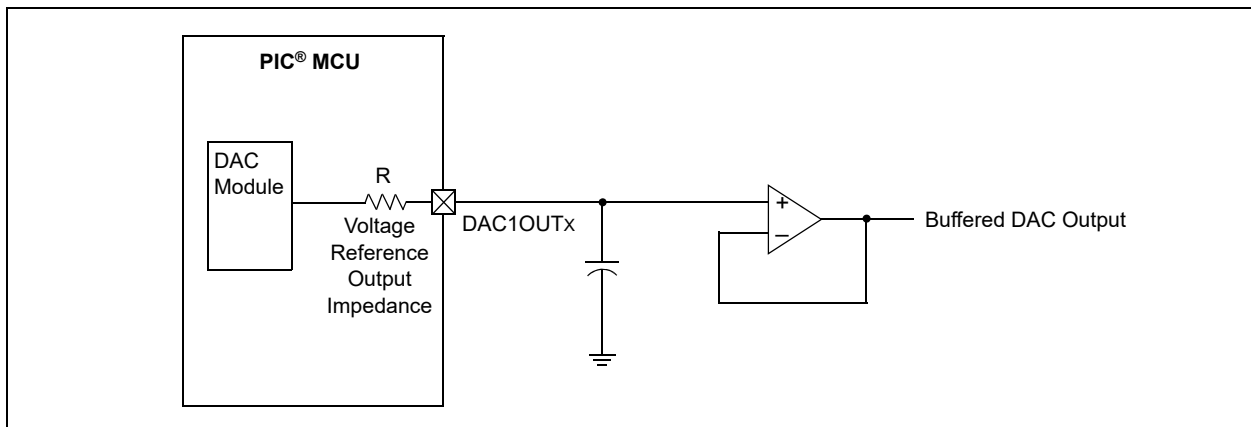 PIC® MCU
DAC
Module
R
Voltage
Reference
Output
Impedance
DAC1OUTX
+
–
Buffered DAC Output